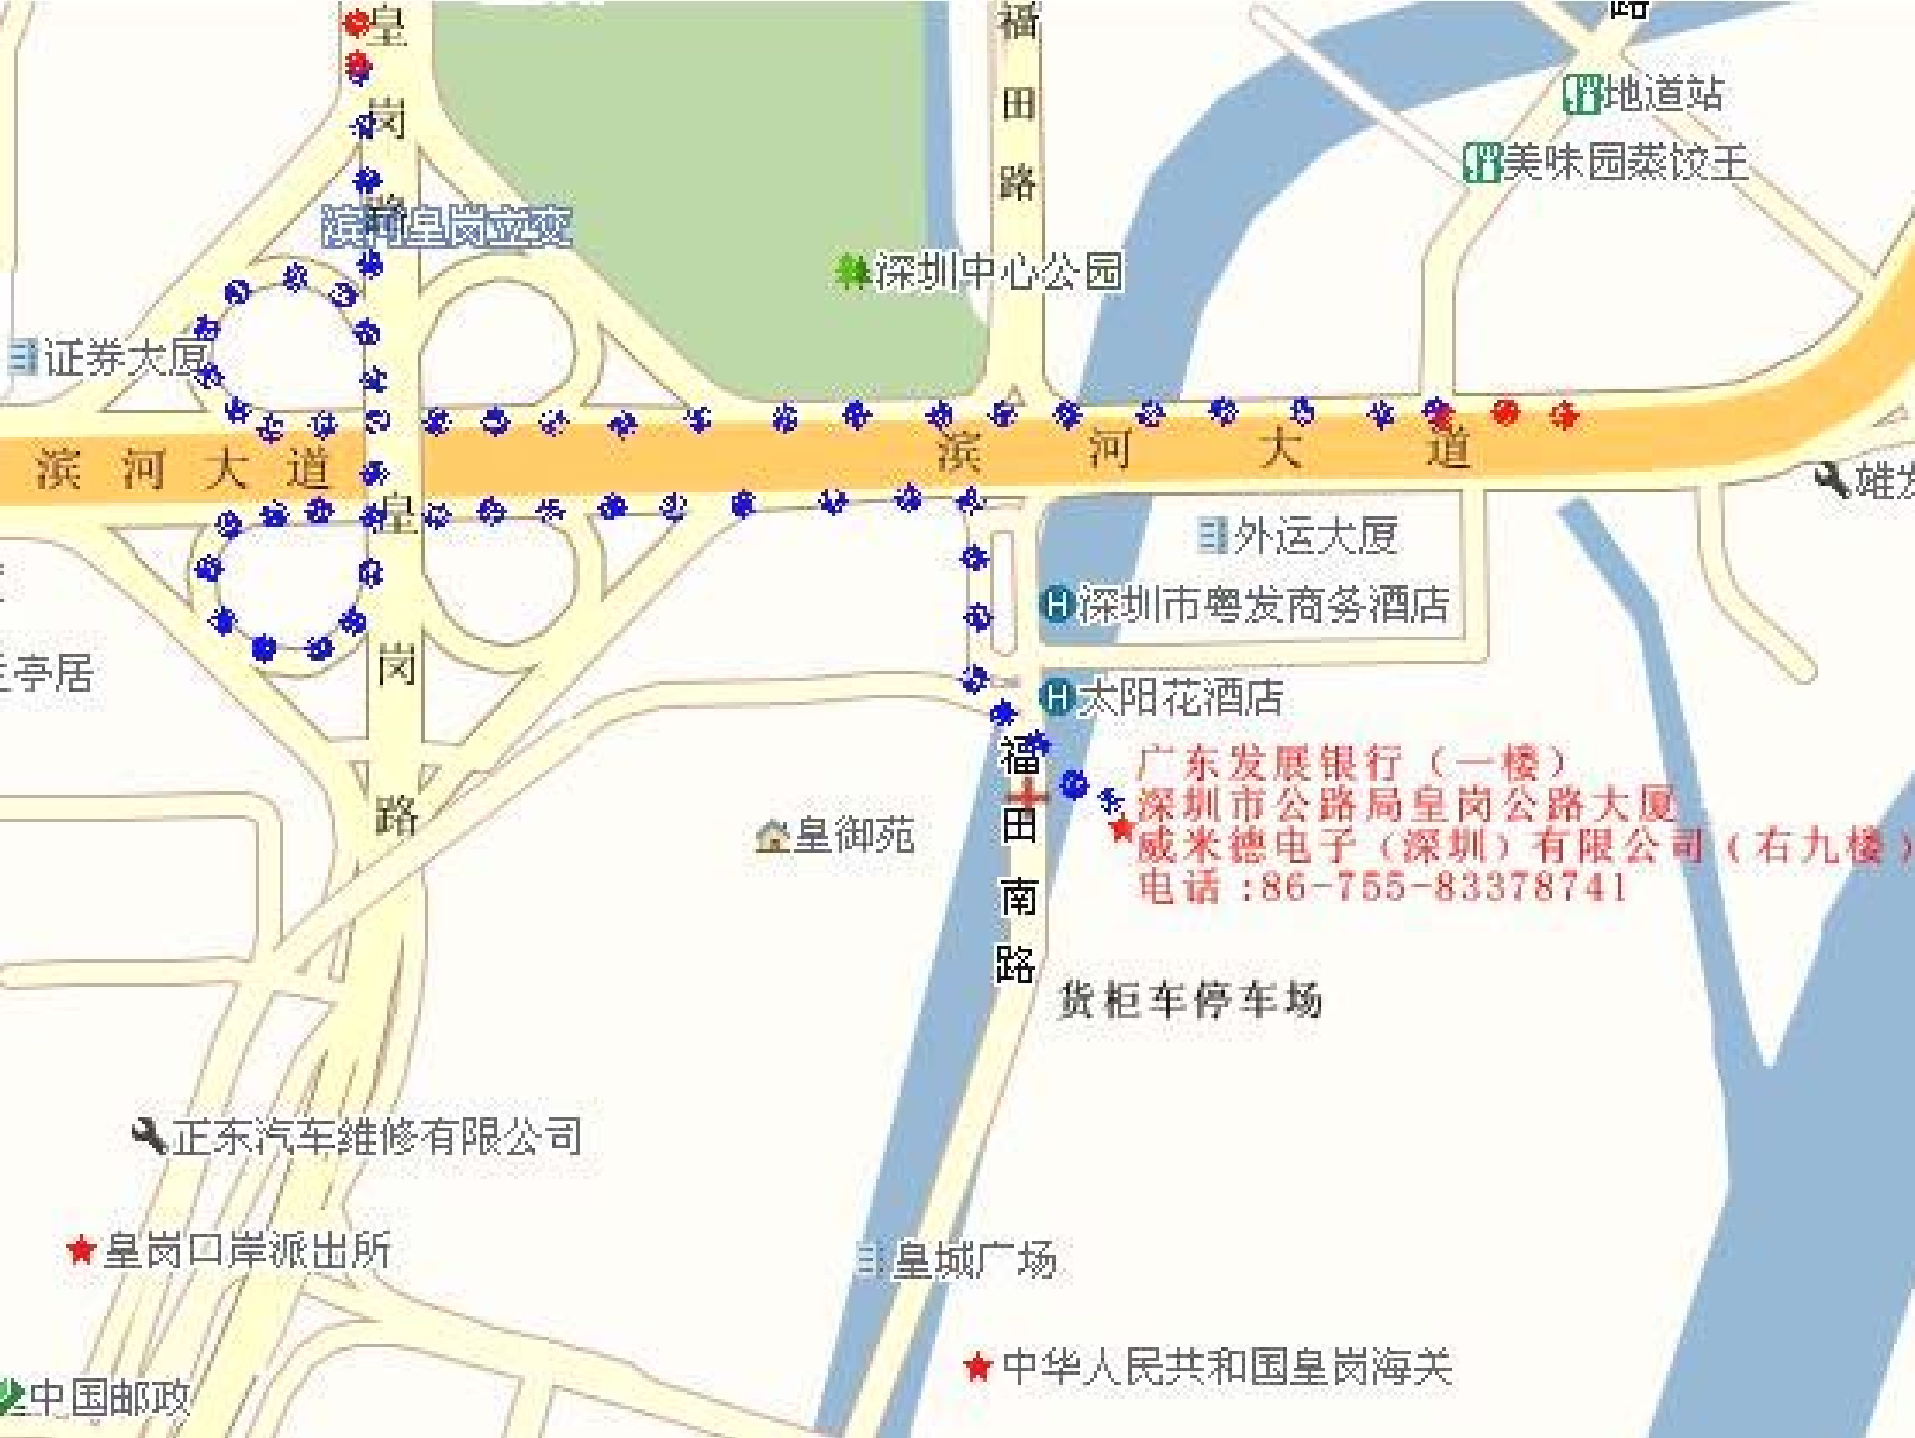 皇岗路
福田路
路
地道站
美味园蒸饺王
滨河皇岗立交
深圳中心公园
证券大厦
滨河大道
滨河大道
雄发
外运大厦
皇岗路
深圳市粤发商务酒店
亭居
太阳花酒店
福田南路
广东发展银行（一楼）
深圳市公路局皇岗公路大厦
威米德电子（深圳）有限公司（右九楼）
电话:86-755-83378741
皇御苑
货柜车停车场
正东汽车维修有限公司
皇岗口岸派出所
皇城广场
中华人民共和国皇岗海关
中国邮政